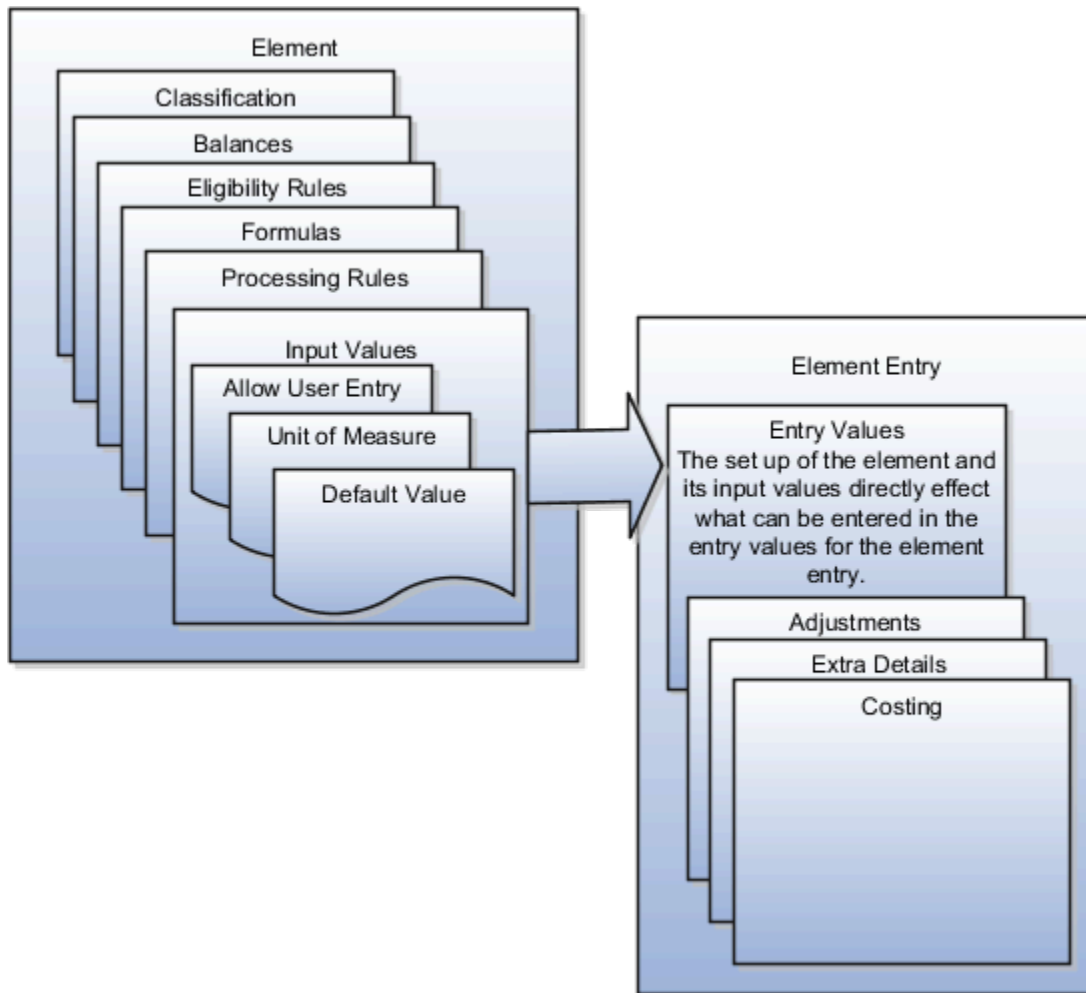 Element
Classification
Balances
Eligibility Rules
Formulas
Processing Rules
Input Values
Allow User Entry
Unit of Measure
Default Value
Element Entry
Entry Values
The set up of the element and
its input values directly effect
what can be entered in the
entry values for the element
entry.
Adjustments
Extra Details
Costing